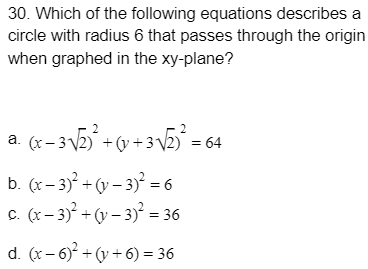 30. Which of the following equations describes a
circle with radius 6 that passes through the origin
when graphed in the xy-plane?
a. (x – 3√2)² + (y + 3√2)² = 64
b. (x – 3)² + (y – 3)² = 6
c. (x – 3)² + (y – 3)² = 36
d. (x – 6)² + (y + 6) = 36